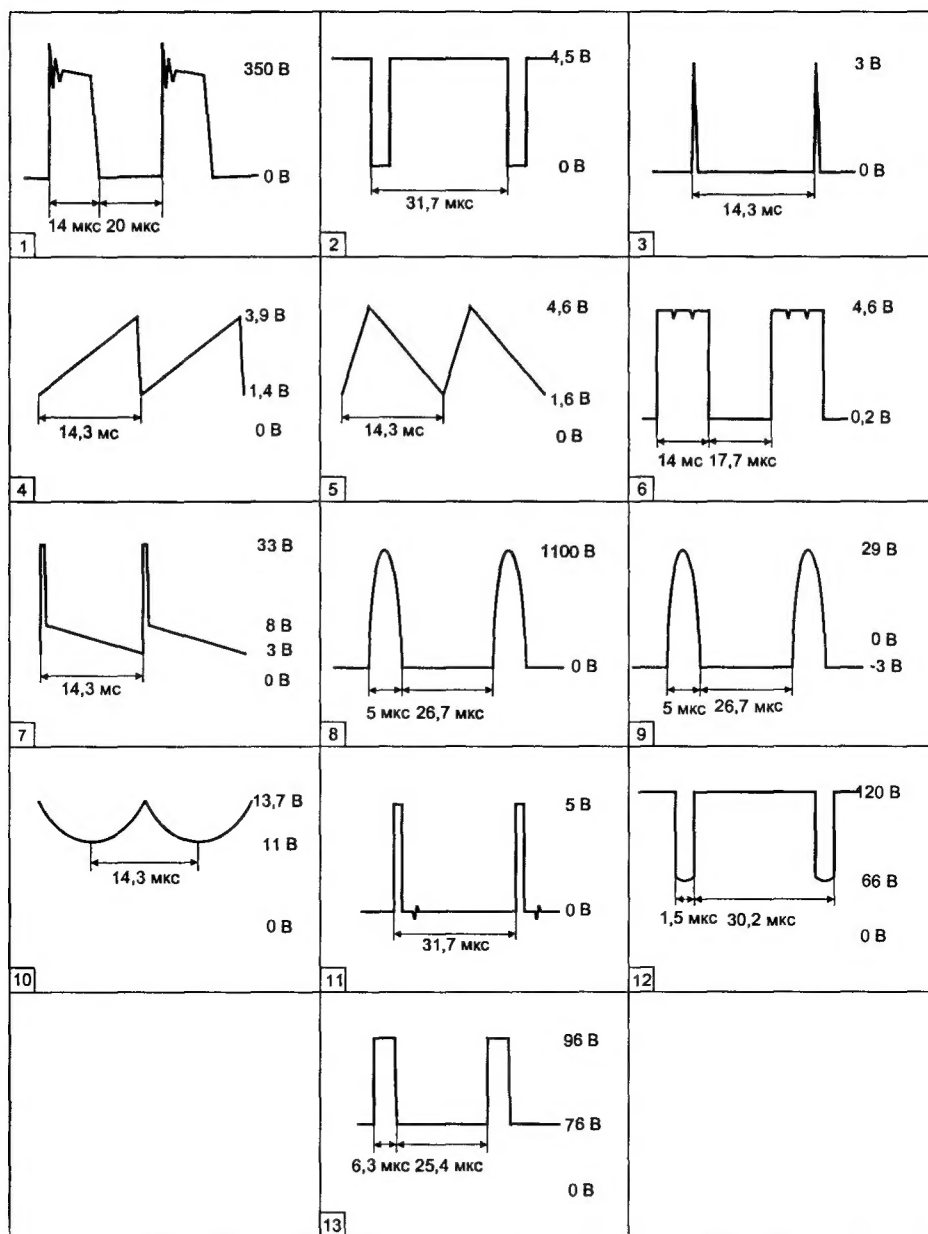 350 В
0 В
14 мкс 20 мкс
1
4,5 В
0 В
31,7 мкс
2
3 В
0 В
14,3 мс
3
3,9 В
1,4 В
14,3 мс
0 В
4
4,6 В
1,6 В
14,3 мс
0 В
5
4,6 В
0,2 В
14 мс 17,7 мкс
6
33 В
8 В
3 В
0 В
14,3 мс
7
1100 В
0 В
5 мкс 26,7 мкс
8
29 В
0 В
-3 В
5 мкс 26,7 мкс
9
13,7 В
11 В
14,3 мкс
0 В
10
5 В
0 В
31,7 мкс
11
120 В
66 В
1,5 мкс 30,2 мкс
0 В
12
96 В
76 В
6,3 мкс 25,4 мкс
0 В
13